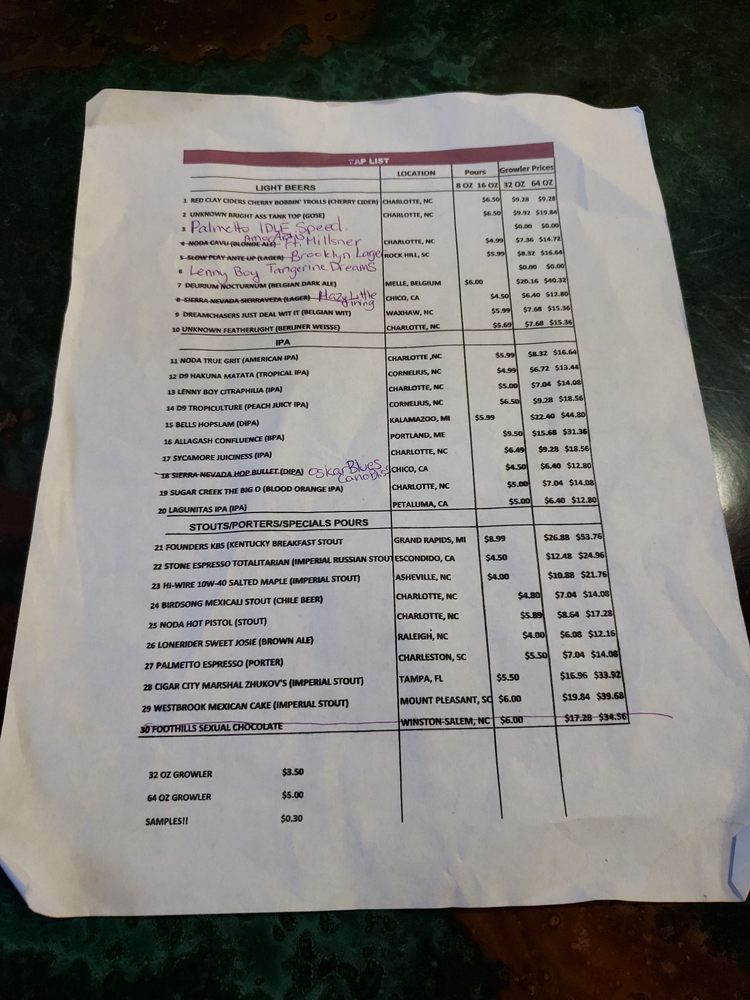 TAP LIST
LOCATION Pours Growler Prices
LIGHT BEERS 8 OZ 16 OZ 32 OZ 64 OZ
1 RED CLAY CIDERS CHERRY BOBBIN' TROLLS (CHERRY CIDER) CHARLOTTE, NC $6.50 $9.28 $9.28
2 UNKNOWN BRIGHT ASS TANK TOP (GOSE) CHARLOTTE, NC $6.50 $9.92 $19.84
3 Palmetto IDLE Speed $0.00 $0.00
4 NODA CAVU (BLONDE ALE) Ft. Millsner CHARLOTTE, NC $4.99 $7.36 $14.72
5 SLOW PLAY ANTE UP (LAGER) Brooklyn Lager ROCK HILL, SC $5.99 $8.32 $16.64
6 Lenny Boy Tangerine Dreams $0.00 $0.00
7 DELIRIUM NOCTURNUM (BELGIAN DARK ALE) MELLE, BELGIUM $6.00 $20.16 $40.32
8 SIERRA NEVADA SIERRAVEZA (LAGER) Hazy Little Thing CHICO, CA $4.50 $6.40 $12.80
9 DREAMCHASERS JUST DEAL WIT IT (BELGIAN WIT) WAXHAW, NC $5.99 $7.68 $15.36
10 UNKNOWN FEATHERLIGHT (BERLINER WEISSE) CHARLOTTE, NC $5.69 $7.68 $15.36
IPA
11 NODA TRUE GRIT (AMERICAN IPA) CHARLOTTE ,NC $5.99 $8.32 $16.64
12 D9 HAKUNA MATATA (TROPICAL IPA) CORNELIUS, NC $4.99 $6.72 $13.44
13 LENNY BOY CITRAPHILIA (IPA) CHARLOTTE, NC $5.00 $7.04 $14.08
14 D9 TROPICULTURE (PEACH JUICY IPA) CORNELIUS, NC $6.50 $9.28 $18.56
15 BELLS HOPSLAM (DIPA) KALAMAZOO, MI $5.99 $22.40 $44.80
16 ALLAGASH CONFLUENCE (BPA) PORTLAND, ME $9.50 $15.68 $31.36
17 SYCAMORE JUICINESS (IPA) CHARLOTTE, NC $6.49 $9.28 $18.56
18 SIERRA NEVADA HOP BULLET (DIPA) OskarBlues CanoBliss CHICO, CA $4.50 $6.40 $12.80
19 SUGAR CREEK THE BIG O (BLOOD ORANGE IPA) CHARLOTTE, NC $5.00 $7.04 $14.08
20 LAGUNITAS IPA (IPA) PETALUMA, CA $5.00 $6.40 $12.80
STOUTS/PORTERS/SPECIALS POURS
21 FOUNDERS KBS (KENTUCKY BREAKFAST STOUT GRAND RAPIDS, MI $8.99 $26.88 $53.76
22 STONE ESPRESSO TOTALITARIAN (IMPERIAL RUSSIAN STOUT ESCONDIDO, CA $4.50 $12.48 $24.96
23 HI-WIRE 10W-40 SALTED MAPLE (IMPERIAL STOUT) ASHEVILLE, NC $4.00 $10.88 $21.76
24 BIRDSONG MEXICALI STOUT (CHILE BEER) CHARLOTTE, NC $4.80 $7.04 $14.08
25 NODA HOT PISTOL (STOUT) CHARLOTTE, NC $5.89 $8.64 $17.28
26 LONERIDER SWEET JOSIE (BROWN ALE) RALEIGH, NC $4.00 $6.08 $12.16
27 PALMETTO ESPRESSO (PORTER) CHARLESTON, SC $5.50 $7.04 $14.08
28 CIGAR CITY MARSHAL ZHUKOV'S (IMPERIAL STOUT) TAMPA, FL $5.50 $16.96 $33.92
29 WESTBROOK MEXICAN CAKE (IMPERIAL STOUT) MOUNT PLEASANT, SC $6.00 $19.84 $39.68
30 FOOTHILLS SEXUAL CHOCOLATE WINSTON-SALEM, NC $6.00 $17.28 $34.56
32 OZ GROWLER $3.50
64 OZ GROWLER $5.00
SAMPLES!! $0.30